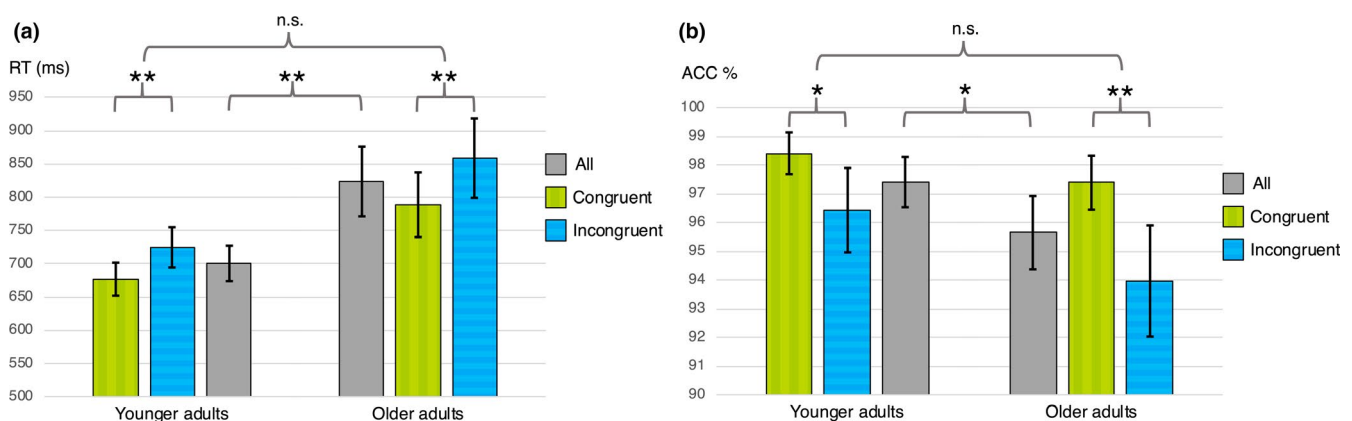 (a)
n.s.
RT (ms)
**
**
**
950
900
850
800
750
700
650
600
550
500
All
Congruent
Incongruent
Younger adults
Older adults
(b)
n.s.
ACC %
*
*
**
100
99
98
97
96
95
94
93
92
91
90
All
Congruent
Incongruent
Younger adults
Older adults